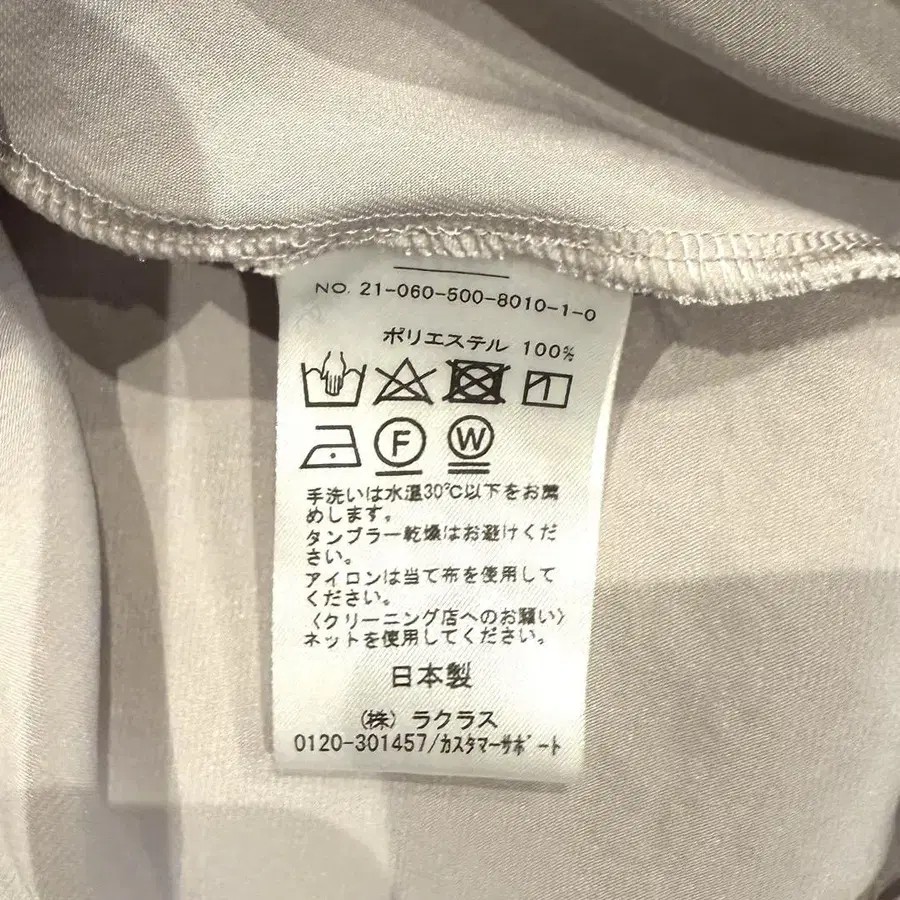 NO. 21-060-500-8010-1-0
ポリエステル 100%
F W
手洗いは水温30℃以下をお薦
めします。
タンブラー乾燥はお避けくだ
さい。
アイロンは当て布を使用して
ください。
〈クリーニング店へのお願い〉
ネットを使用してください。
日本製
(株) ラクラス
0120-301457/カスタマーサポート